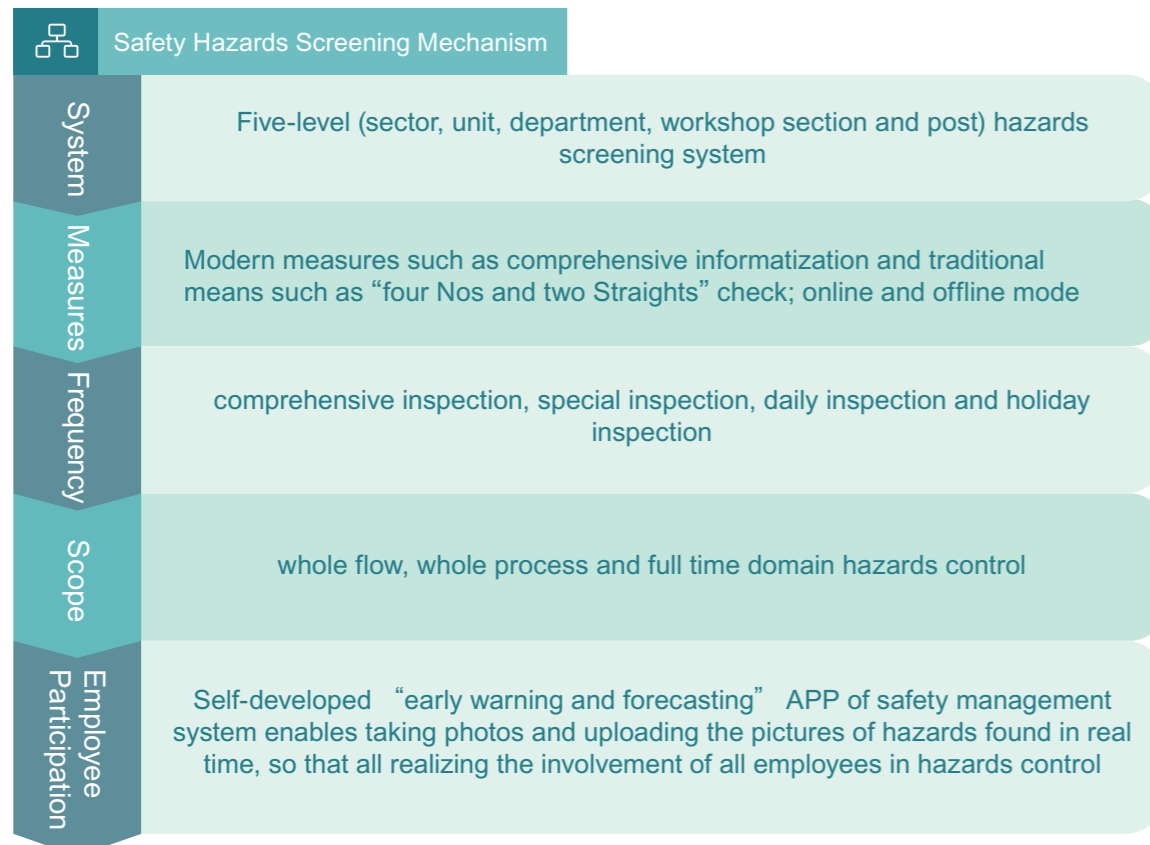 Safety Hazards Screening Mechanism
System
Five-level (sector, unit, department, workshop section and post) hazards
screening system
Measures
Modern measures such as comprehensive informatization and traditional
means such as “four Nos and two Straights” check; online and offline mode
Frequency
comprehensive inspection, special inspection, daily inspection and holiday
inspection
Scope
whole flow, whole process and full time domain hazards control
Employee
Participation
Self-developed “early warning and forecasting” APP of safety management
system enables taking photos and uploading the pictures of hazards found in real
time, so that all realizing the involvement of all employees in hazards control